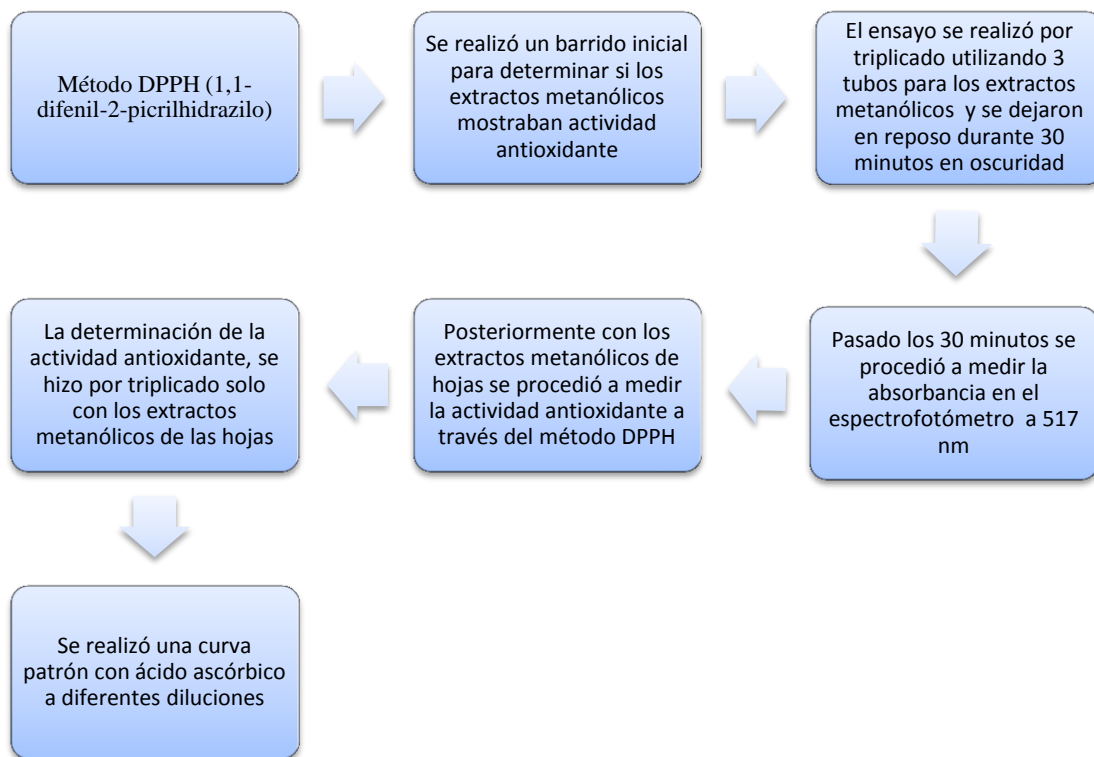 Método DPPH (1,1-
difenil-2-picrilhidrazilo)
Se realizó un barrido inicial
para determinar si los
extractos metanólicos
mostraban actividad
antioxidante
El ensayo se realizó por
triplicado utilizando 3
tubos para los extractos
metanólicos y se dejaron
en reposo durante 30
minutos en oscuridad
Pasado los 30 minutos se
procedió a medir la
absorbancia en el
espectrofotómetro a 517
nm
Posteriormente con los
extractos metanólicos de
hojas se procedió a medir
la actividad antioxidante a
través del método DPPH
La determinación de la
actividad antioxidante, se
hizo por triplicado solo
con los extractos
metanólicos de las hojas
Se realizó una curva
patrón con ácido ascórbico
a diferentes diluciones